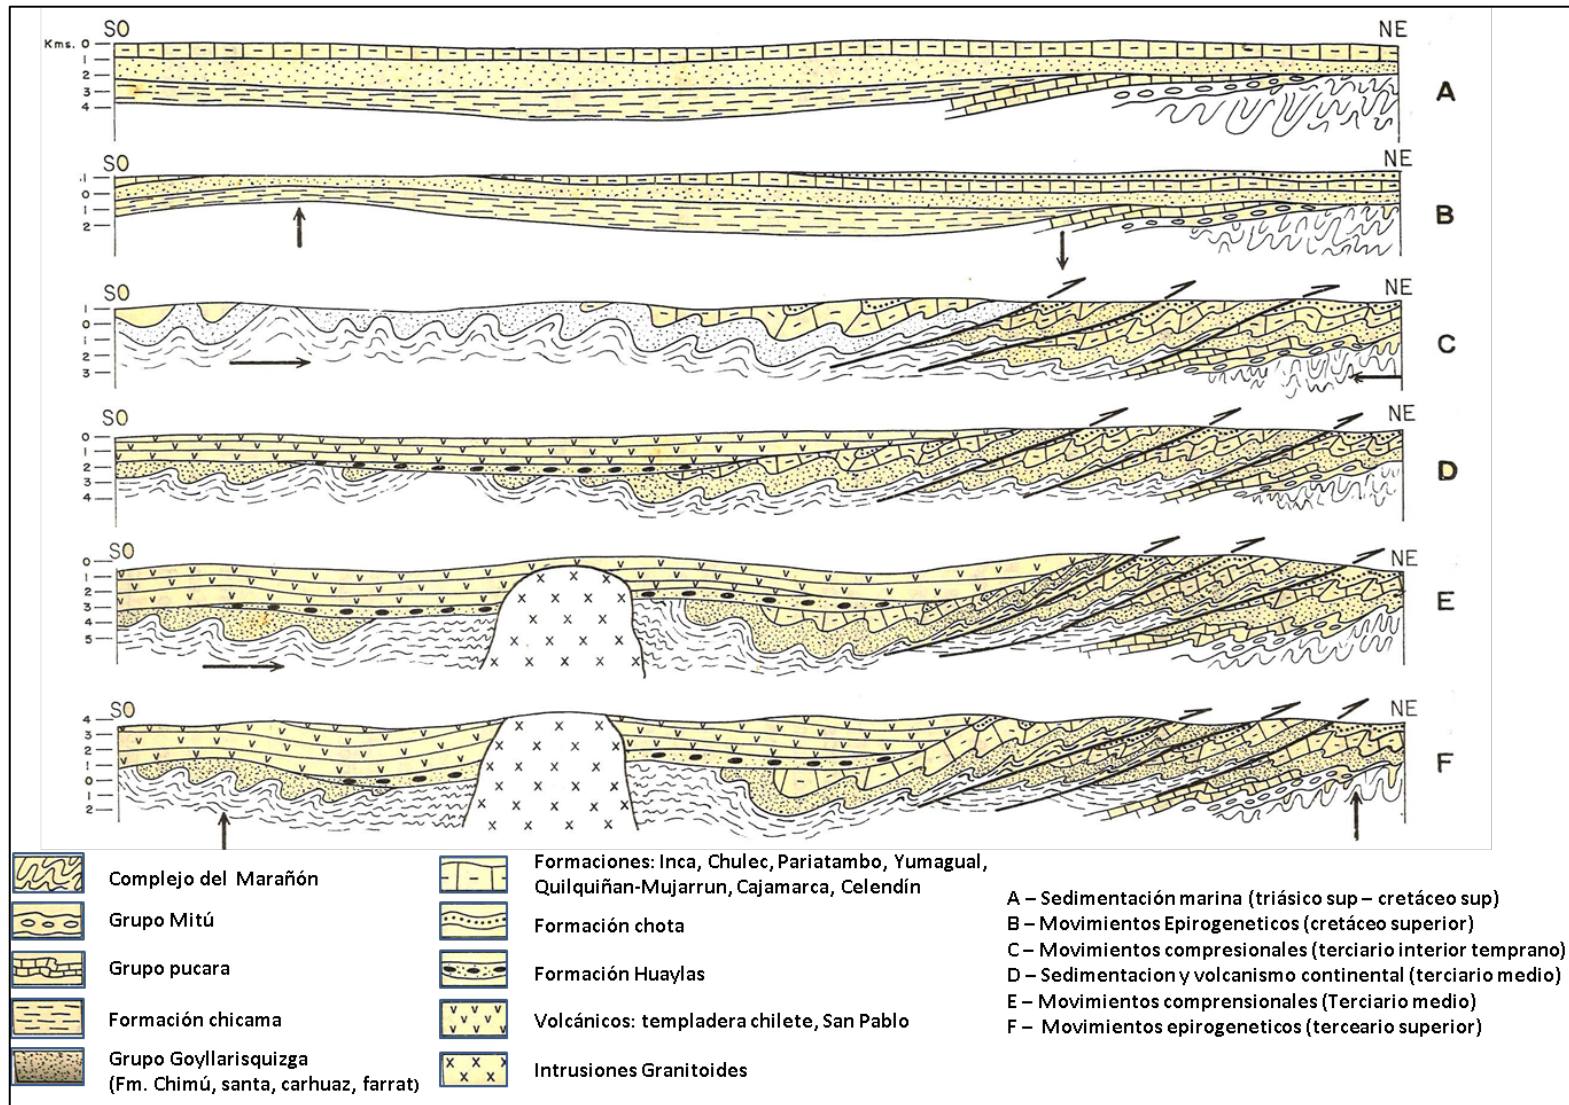 SO
NE
Kms. 0
1
2
3
4
A
SO
NE
.1
0
1
2
B
SO
NE
1
0
1
2
3
C
SO
NE
0
1
2
3
4
D
SO
NE
0
1
2
3
4
5
E
SO
NE
4
3
2
1
0
1
2
F
Complejo del Marañón
Grupo Mitú
Grupo pucara
Formación chicama
Grupo Goyllarisquizga
(Fm. Chimú, santa, carhuaz, farrat)
Formaciones: Inca, Chulec, Pariatambo, Yumagual,
Quilquiñan-Mujarrun, Cajamarca, Celendín
Formación chota
Formación Huaylas
Volcánicos: templadera chilete, San Pablo
Intrusiones Granitoides
A – Sedimentación marina (triásico sup – cretáceo sup)
B – Movimientos Epirogeneticos (cretáceo superior)
C – Movimientos compresionales (terciario interior temprano)
D – Sedimentacion y volcanismo continental (terciario medio)
E – Movimientos comprensionales (Terciario medio)
F – Movimientos epirogeneticos (terceario superior)